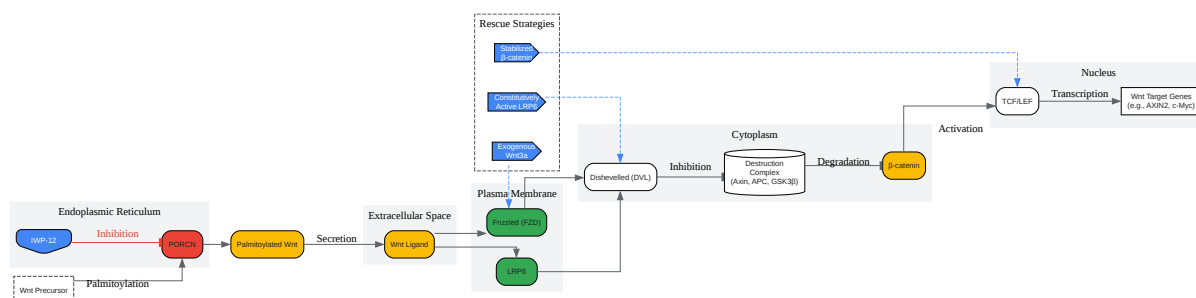 Rescue Strategies
Stabilized
β-catenin
Constitutively
Active LRP6
Exogenous
Wnt3a
Nucleus
TCF/LEF
Transcription
Wnt Target Genes
(e.g., AXIN2, c-Myc)
Activation
Cytoplasm
Dishevelled (DVL)
Inhibition
Destruction
Complex
(Axin, APC, GSK3β)
Degradation
β-catenin
Plasma Membrane
Frizzled (FZD)
LRP6
Extracellular Space
Wnt Ligand
Endoplasmic Reticulum
IWP-12
Inhibition
PORCN
Palmitoylated Wnt
Secretion
Wnt Precursor
Palmitoylation